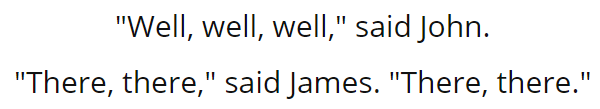 "Well, well, well," said John.
"There, there," said James. "There, there."